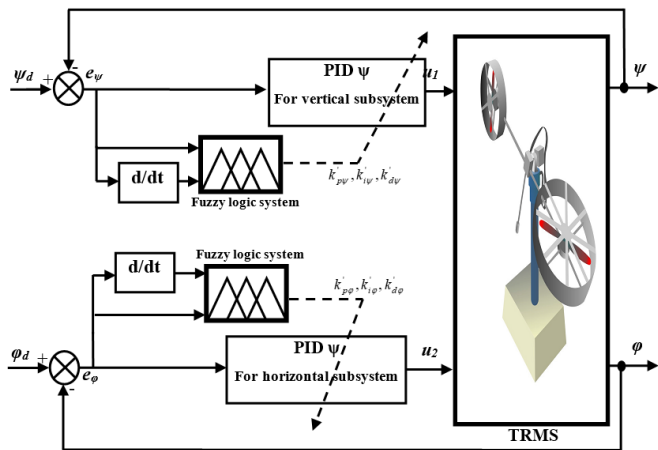 ψd + - eψ
PID ψ
For vertical subsystem
u1
ψ
d/dt
Fuzzy logic system
k'pψ, k'iψ, k'dψ
Fuzzy logic system
d/dt
k'pφ, k'iφ, k'dφ
φd + - eφ
PID ψ
For horizontal subsystem
u2
φ
TRMS